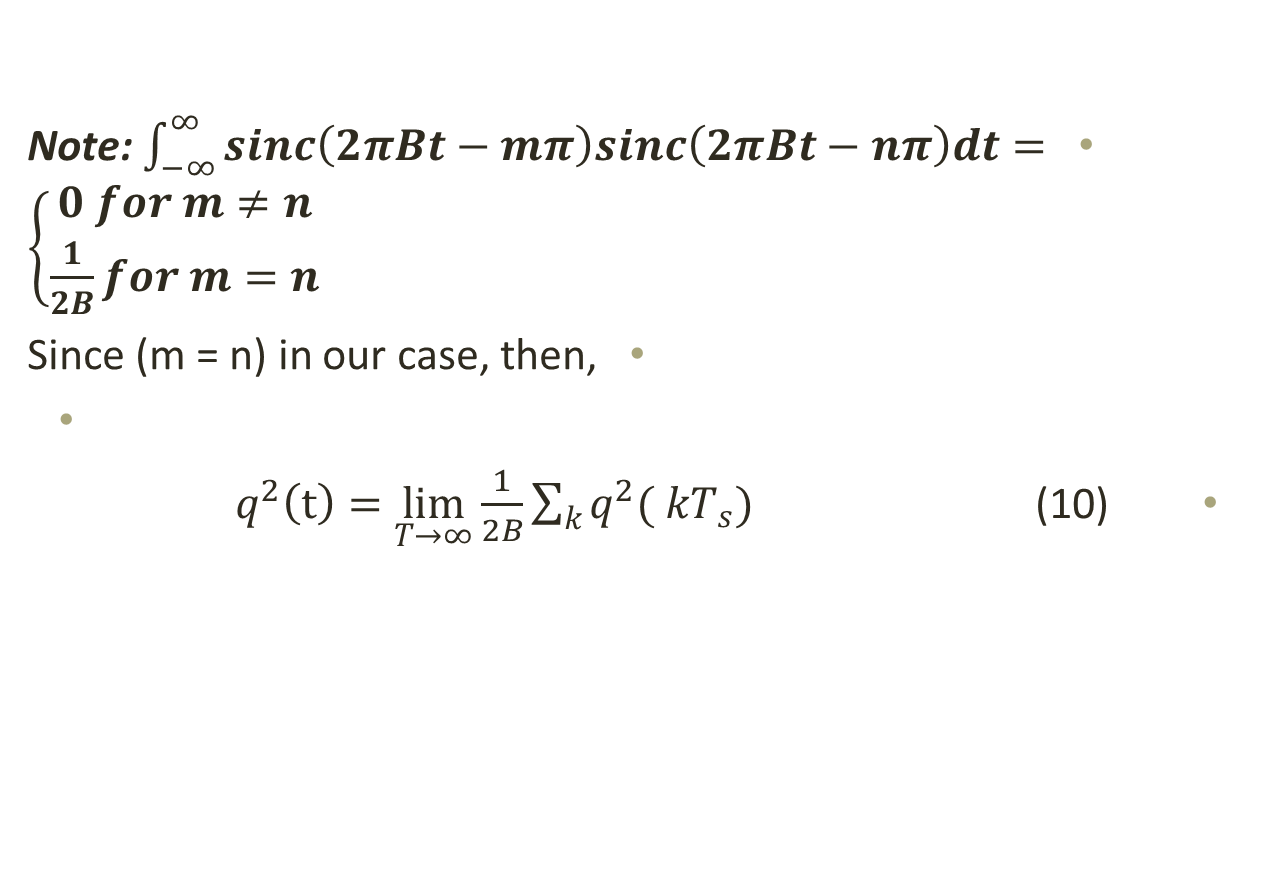 Note: ∫_{−∞}^{∞} sinc(2πBt − mπ)sinc(2πBt − nπ)dt = •
{ 0 for m ≠ n
1/2B for m = n
Since (m = n) in our case, then, •
•
q²(t) = lim_{T→∞} 1/2B ∑_k q²( kT_s) (10) •